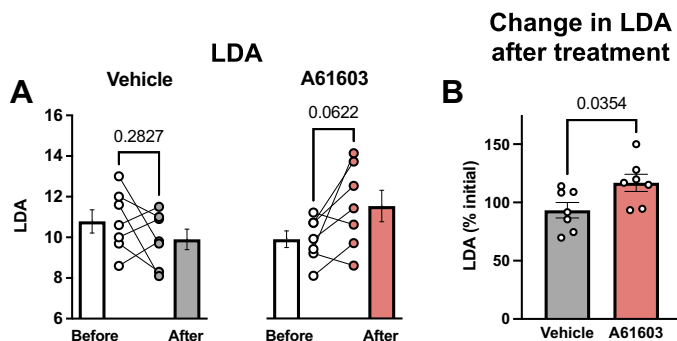 LDA
Change in LDA
after treatment
A
Vehicle
A61603
B
16
14
12
10
8
6
LDA
0.2827
0.0622
Before
After
Before
After
0.0354
150
100
50
0
LDA (% initial)
Vehicle
A61603